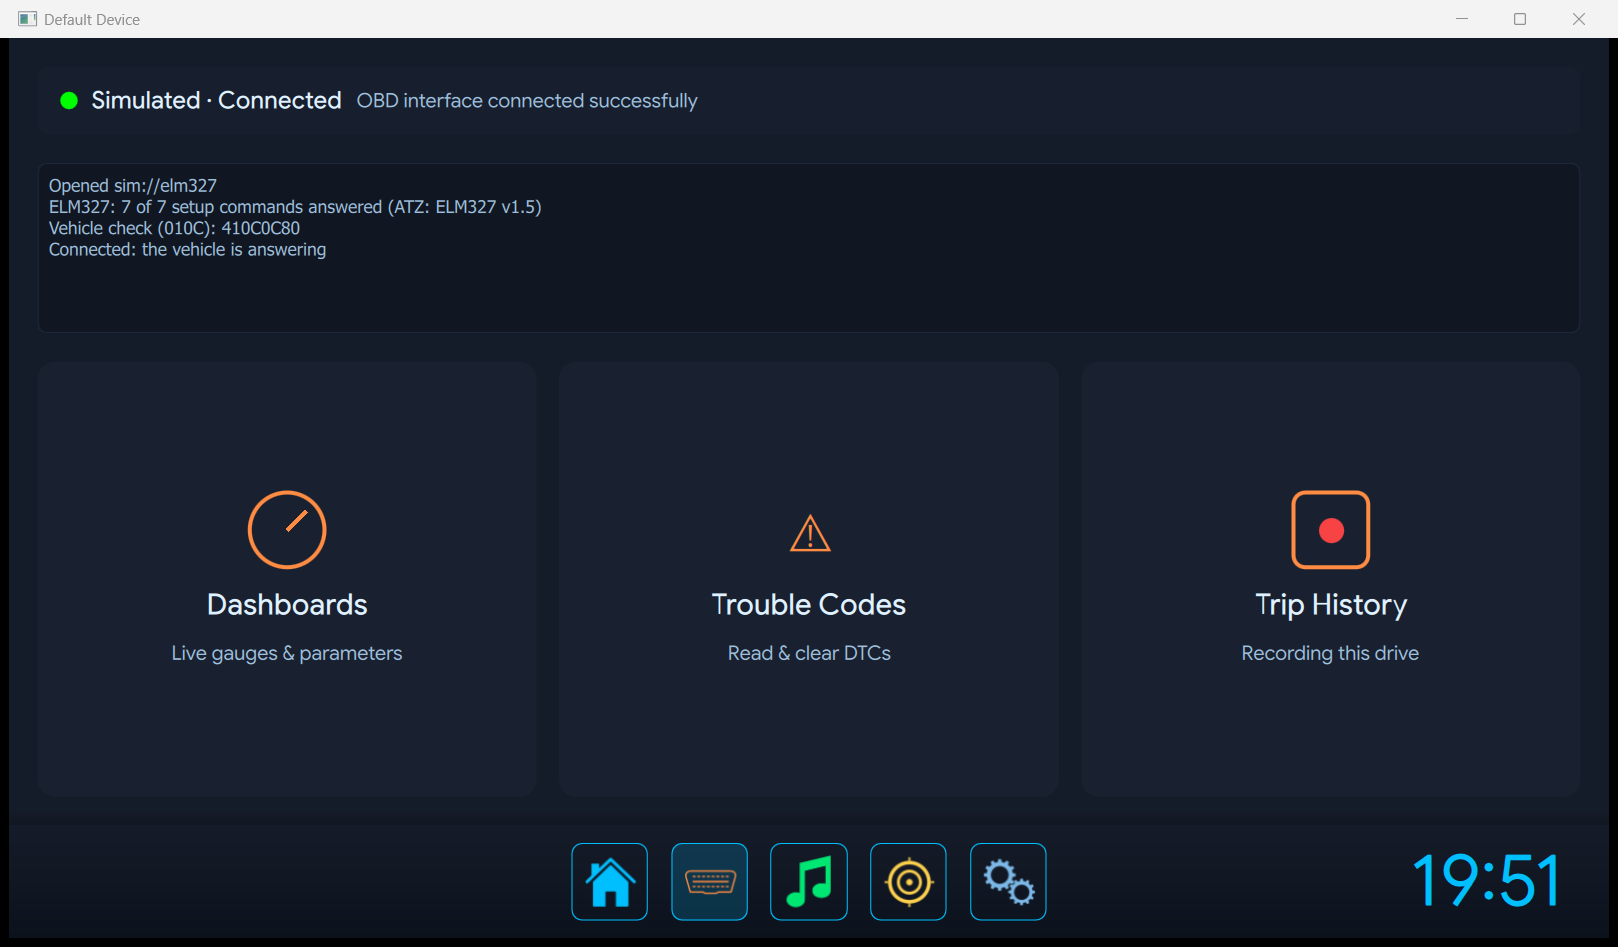 Default Device
Simulated · Connected OBD interface connected successfully
Opened sim://elm327
ELM327: 7 of 7 setup commands answered (ATZ: ELM327 v1.5)
Vehicle check (010C): 410C0C80
Connected: the vehicle is answering
Dashboards
Live gauges & parameters
Trouble Codes
Read & clear DTCs
Trip History
Recording this drive
19:51